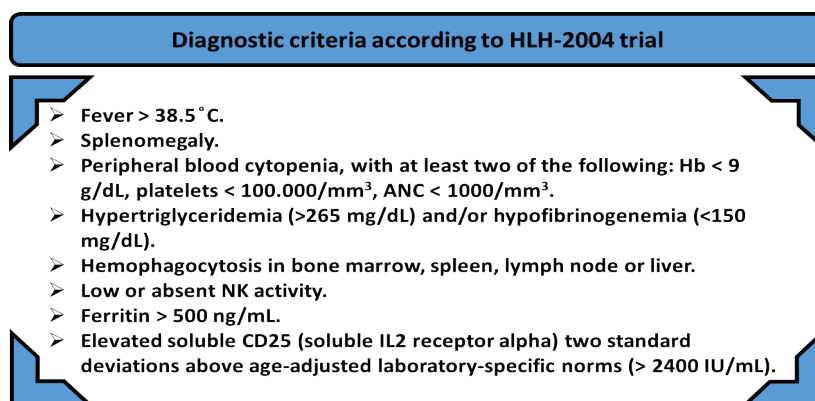 Diagnostic criteria according to HLH-2004 trial
➢ Fever > 38.5˚C.
➢ Splenomegaly.
➢ Peripheral blood cytopenia, with at least two of the following: Hb < 9
g/dL, platelets < 100.000/mm³, ANC < 1000/mm³.
➢ Hypertriglyceridemia (>265 mg/dL) and/or hypofibrinogenemia (<150
mg/dL).
➢ Hemophagocytosis in bone marrow, spleen, lymph node or liver.
➢ Low or absent NK activity.
➢ Ferritin > 500 ng/mL.
➢ Elevated soluble CD25 (soluble IL2 receptor alpha) two standard
deviations above age-adjusted laboratory-specific norms (> 2400 IU/mL).